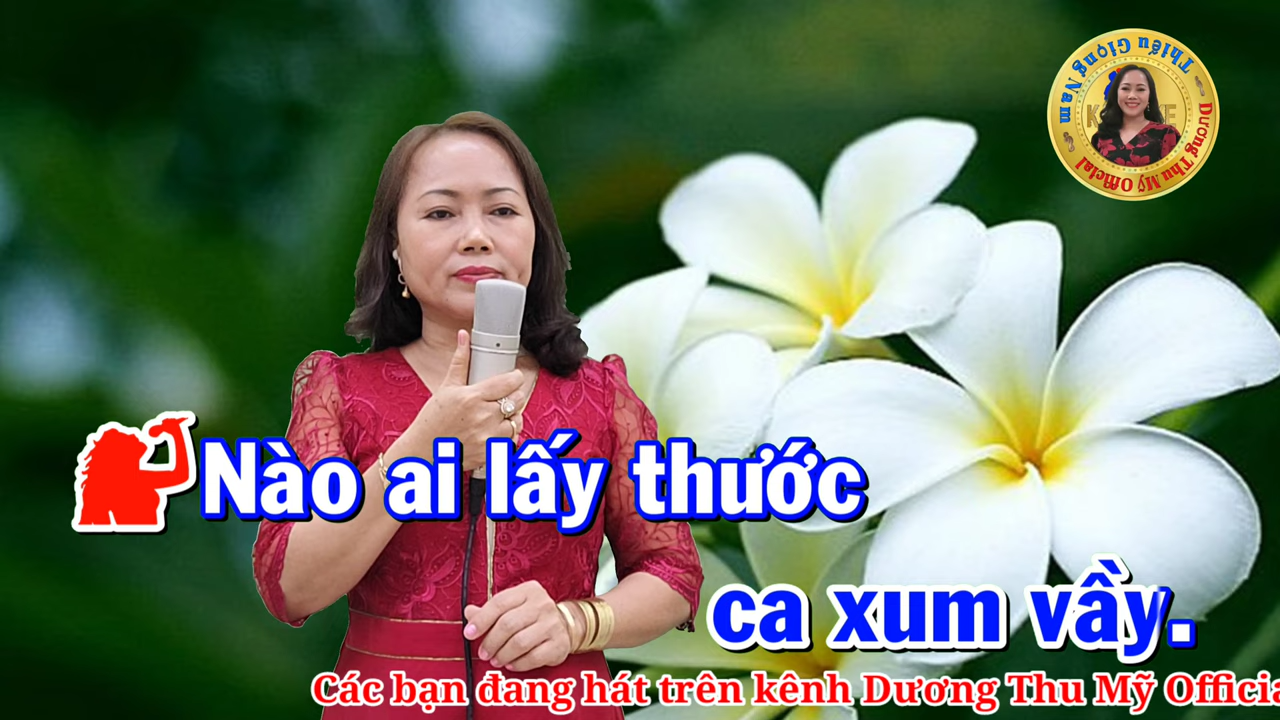 Thiếu Giọng Nam
Dương Thu Mỹ Official
Nào ai lấy thước
ca xum vầy.
Các bạn đang hát trên kênh Dương Thu Mỹ Officia